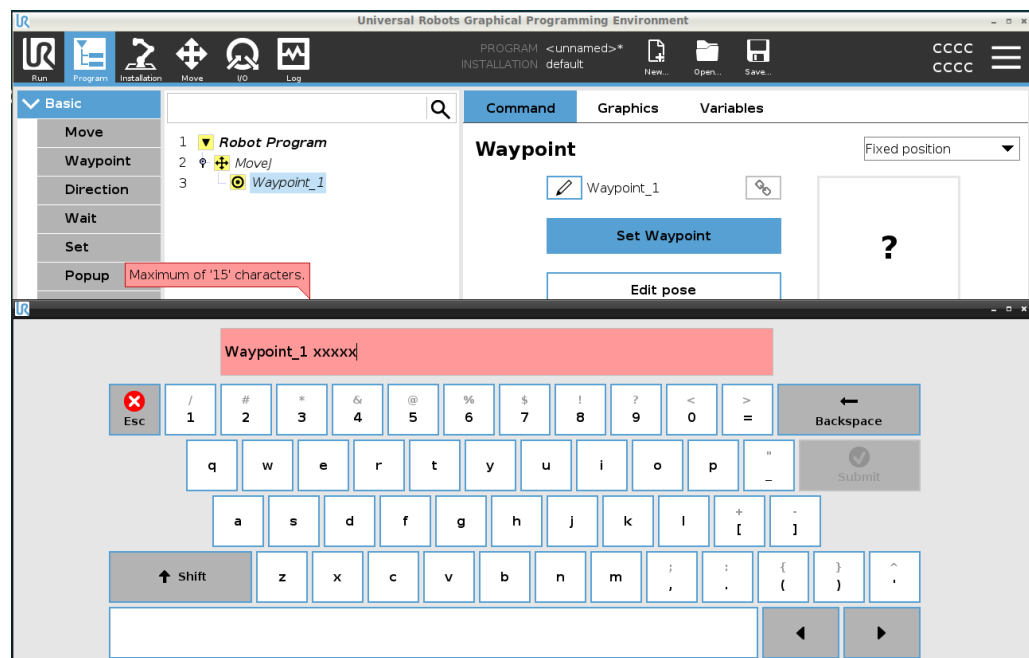 Universal Robots Graphical Programming Environment
UR
Run
Program
Installation
Move
I/O
Log
PROGRAM <unnamed>*
INSTALLATION default
New...
Open...
Save...
CCCC
CCCC
Basic
Move
Waypoint
Direction
Wait
Set
Popup
1 Robot Program
2 MoveJ
3 Waypoint_1
Command Graphics Variables
Waypoint
Fixed position
Waypoint_1
Set Waypoint
?
Edit pose
Maximum of '15' characters.
UR
Waypoint_1 xxxxx
Esc
/ # * & @ % $ ! ? < >
1 2 3 4 5 6 7 8 9 0 =
Backspace
q w e r t y u i o p " _
Submit
a s d f g h j k l + [ - ]
Shift z x c v b n m ; , : . { ( } ) ^ '